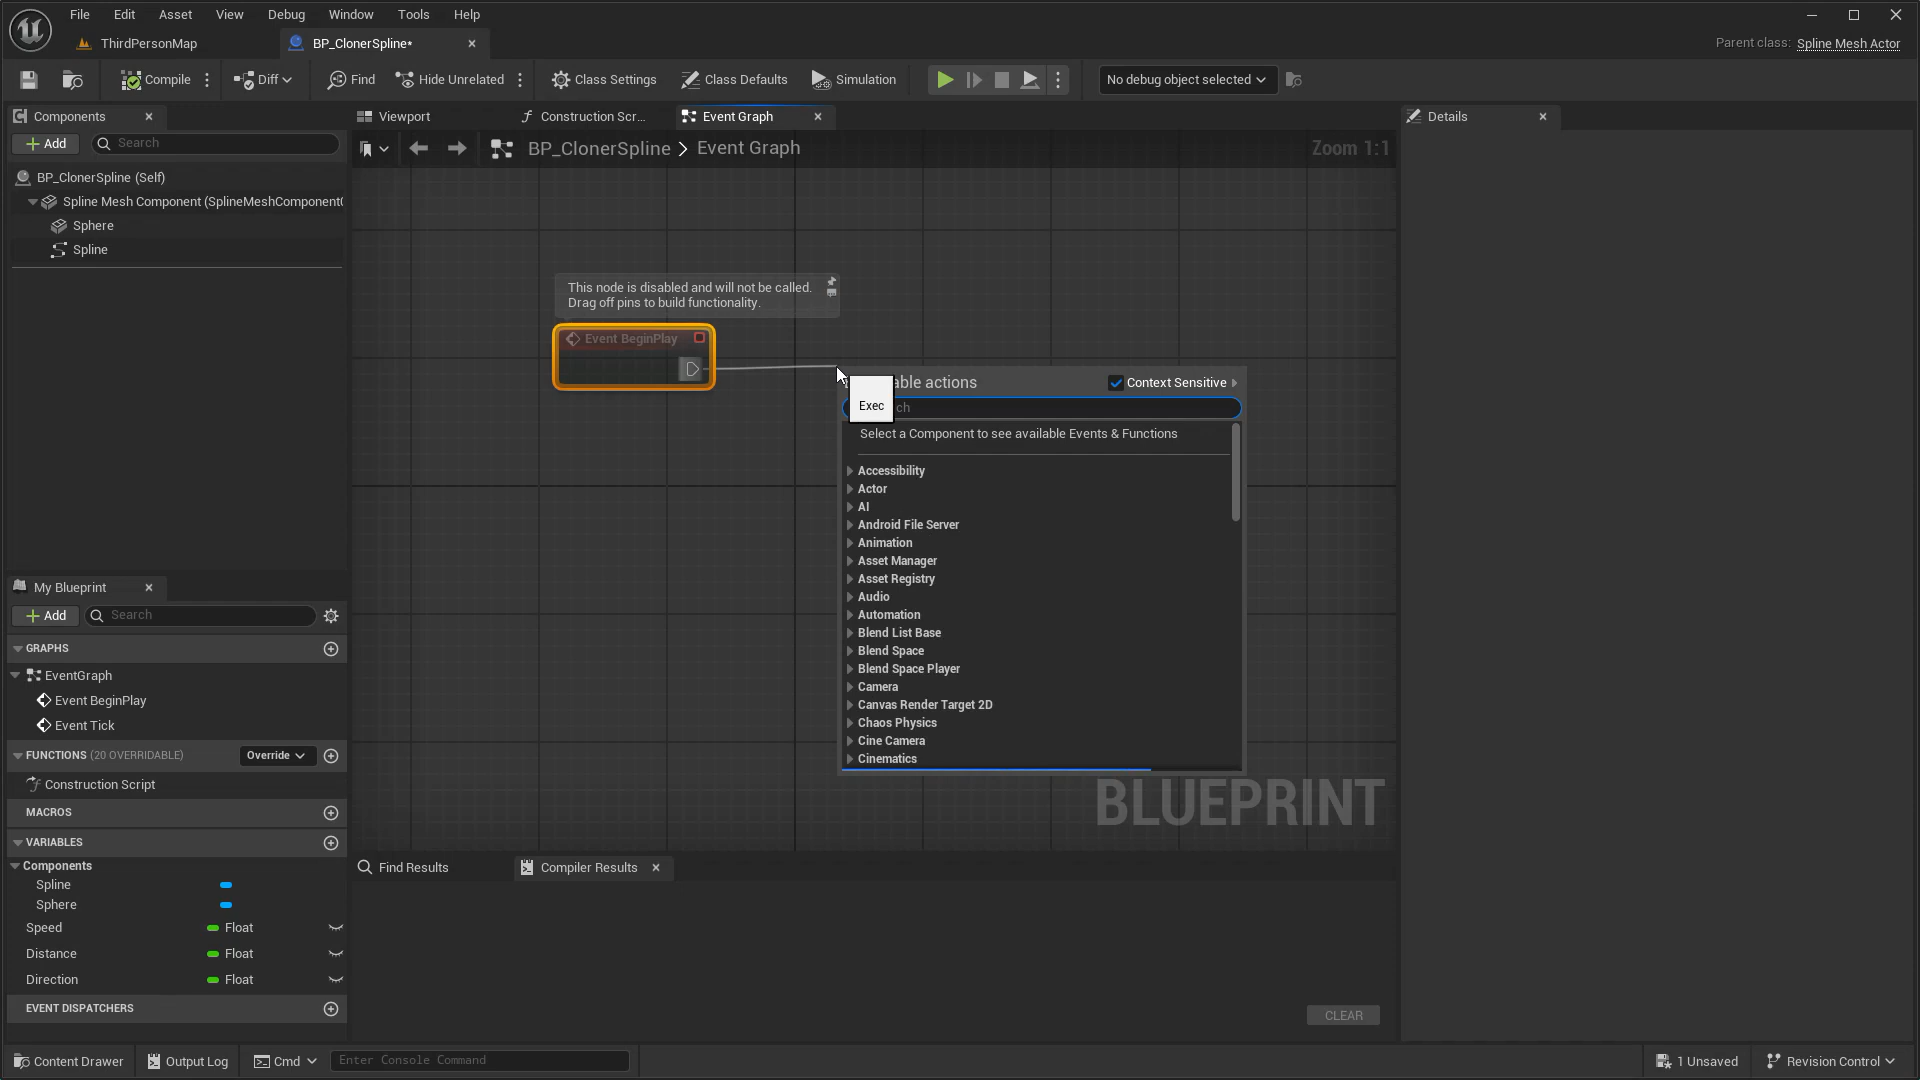 File Edit Asset View Debug Window Tools Help
ThirdPersonMap
BP_ClonerSpline*
Parent class: Spline Mesh Actor
Compile
Diff
Find
Hide Unrelated
Class Settings
Class Defaults
Simulation
No debug object selected
Components
Add
Search
BP_ClonerSpline (Self)
Spline Mesh Component (SplineMeshComponent(
Sphere
Spline
My Blueprint
Add
Search
GRAPHS
EventGraph
Event BeginPlay
Event Tick
FUNCTIONS (20 OVERRIDABLE)
Override
Construction Script
MACROS
VARIABLES
Components
Spline
Sphere
Speed Float
Distance Float
Direction Float
EVENT DISPATCHERS
Viewport
Construction Scr...
Event Graph
BP_ClonerSpline > Event Graph
Zoom 1:1
This node is disabled and will not be called.
Drag off pins to build functionality.
Event BeginPlay
able actions
Context Sensitive
Exec
ch
Select a Component to see available Events & Functions
Accessibility
Actor
AI
Android File Server
Animation
Asset Manager
Asset Registry
Audio
Automation
Blend List Base
Blend Space
Blend Space Player
Camera
Canvas Render Target 2D
Chaos Physics
Cine Camera
Cinematics
BLUEPRINT
Find Results
Compiler Results
CLEAR
Details
Content Drawer
Output Log
Cmd
Enter Console Command
1 Unsaved
Revision Control